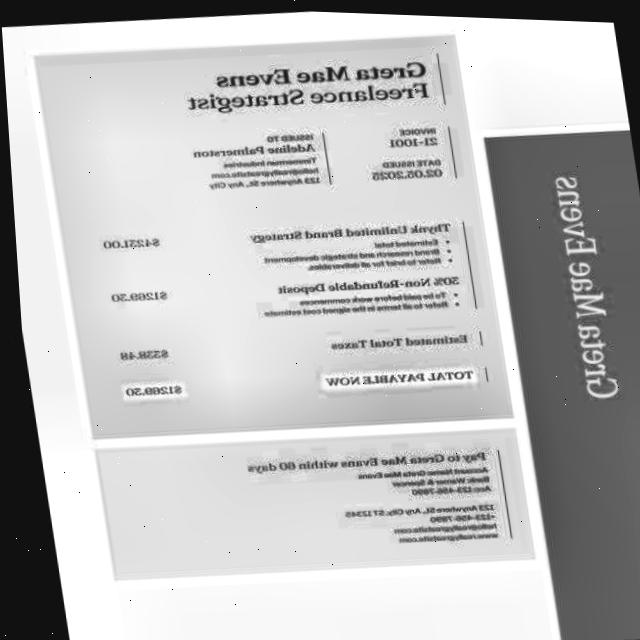 Greta Mae Evens
Freelance Strategist
INVOICE
21-1001
DATE ISSUED
02.05.2025
ISSUED TO
Adeline Palmerston
Timmerman Industries
hello@reallygreatsite.com
123 Anywhere St., Any City
Thynk Unlimited Brand Strategy
$4231.00
• Estimated total
• Brand research and strategic development
• Refer to brief for all deliverables.
30% Non-Refundable Deposit
$1269.30
• To be paid before work commences
• Refer to all items in the signed cost estimate
Estimated Total Taxes
$338.48
TOTAL PAYABLE NOW
$1269.30
Pay to Greta Mae Evans within 60 days
Account Name: Greta Mae Evans
Bank: Warner & Spencer
Acc: 123-456-7890
123 Anywhere St., Any City, ST 12345
+123-456-7890
hello@reallygreatsite.com
www.reallygreatsite.com
Greta Mae Evens